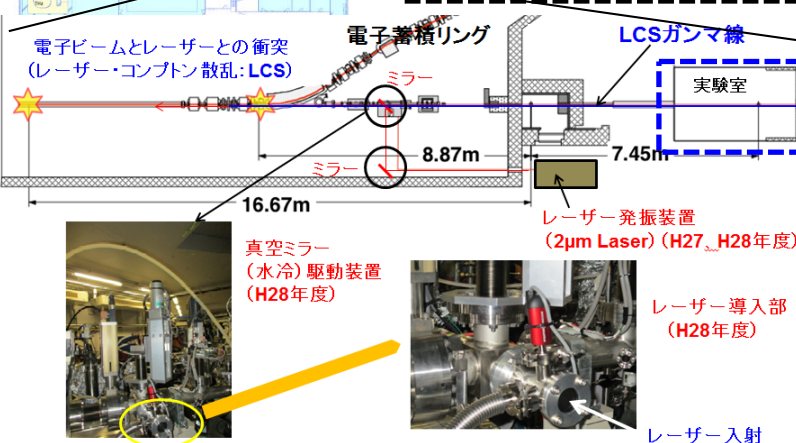 電子ビームとレーザーとの衝突
(レーザー・コンプトン散乱:LCS)
電子蓄積リング
LCSガンマ線
ミラー
実験室
ミラー
8.87m
7.45m
16.67m
レーザー発振装置
(2μm Laser) (H27、H28年度)
真空ミラー
(水冷)駆動装置
(H28年度)
レーザー導入部
(H28年度)
レーザー入射